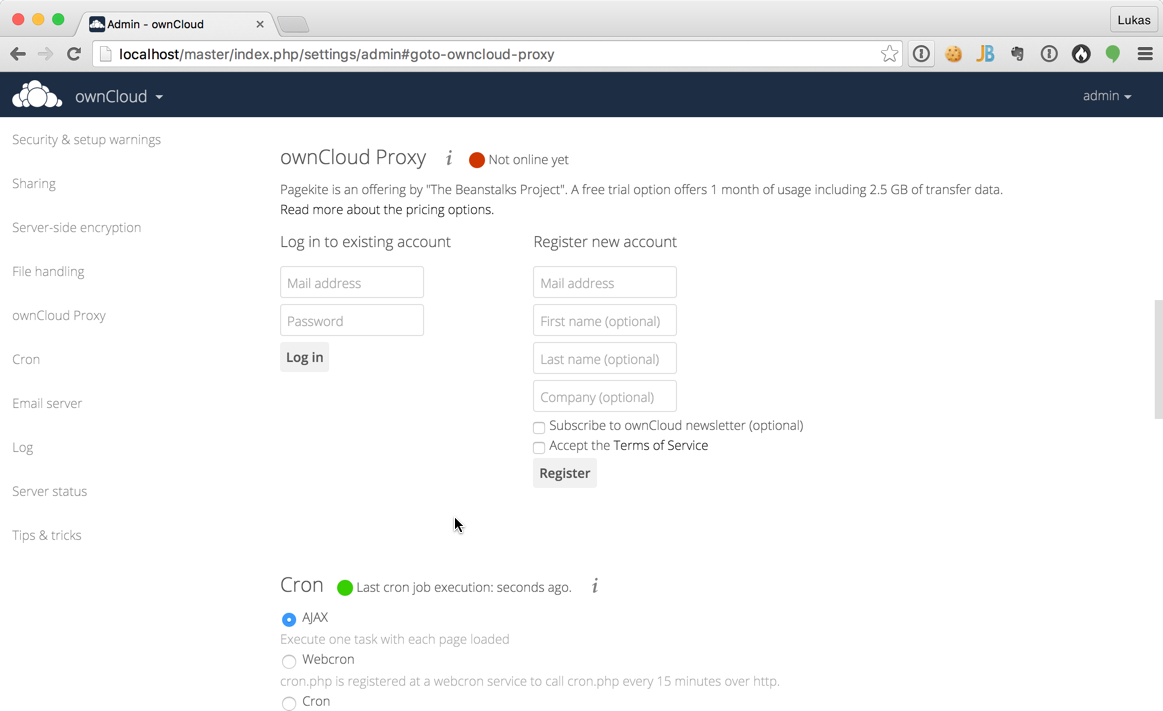 Admin - ownCloud
Lukas
localhost/master/index.php/settings/admin#goto-owncloud-proxy
JB
ownCloud
admin
Security & setup warnings
Sharing
Server-side encryption
File handling
ownCloud Proxy
Cron
Email server
Log
Server status
Tips & tricks
ownCloud Proxy i Not online yet
Pagekite is an offering by "The Beanstalks Project". A free trial option offers 1 month of usage including 2.5 GB of transfer data.
Read more about the pricing options.
Log in to existing account
Mail address
Password
Log in
Register new account
Mail address
First name (optional)
Last name (optional)
Company (optional)
Subscribe to ownCloud newsletter (optional)
Accept the Terms of Service
Register
Cron Last cron job execution: seconds ago. i
AJAX
Execute one task with each page loaded
Webcron
cron.php is registered at a webcron service to call cron.php every 15 minutes over http.
Cron